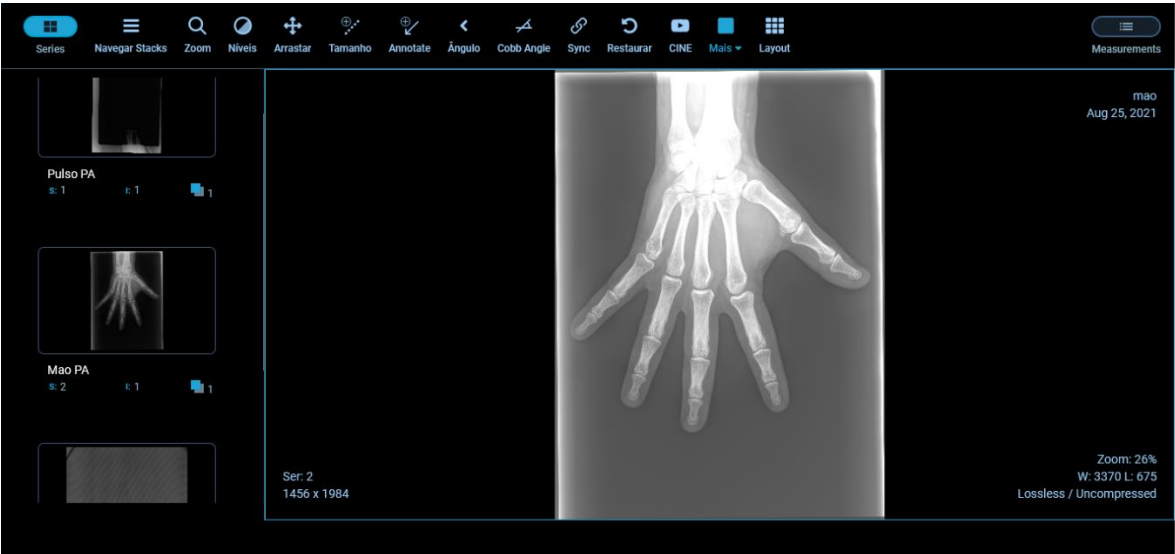 Series
Navegar Stacks
Zoom
Níveis
Arrastar
Tamanho
Annotate
Ângulo
Cobb Angle
Sync
Restaurar
CINE
Mais
Layout
Measurements
Pulso PA
S: 1 I: 1 1
Mao PA
S: 2 I: 1 1
mao
Aug 25, 2021
Ser: 2
1456 x 1984
Zoom: 26%
W: 3370 L: 675
Lossless / Uncompressed